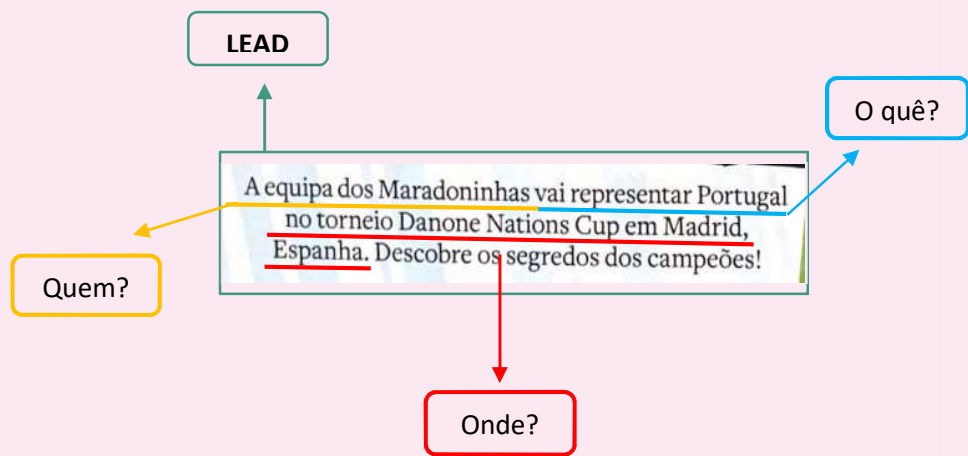 LEAD
O quê?
A equipa dos Maradoninhas vai representar Portugal
no torneio Danone Nations Cup em Madrid,
Espanha. Descobre os segredos dos campeões!
Quem?
Onde?